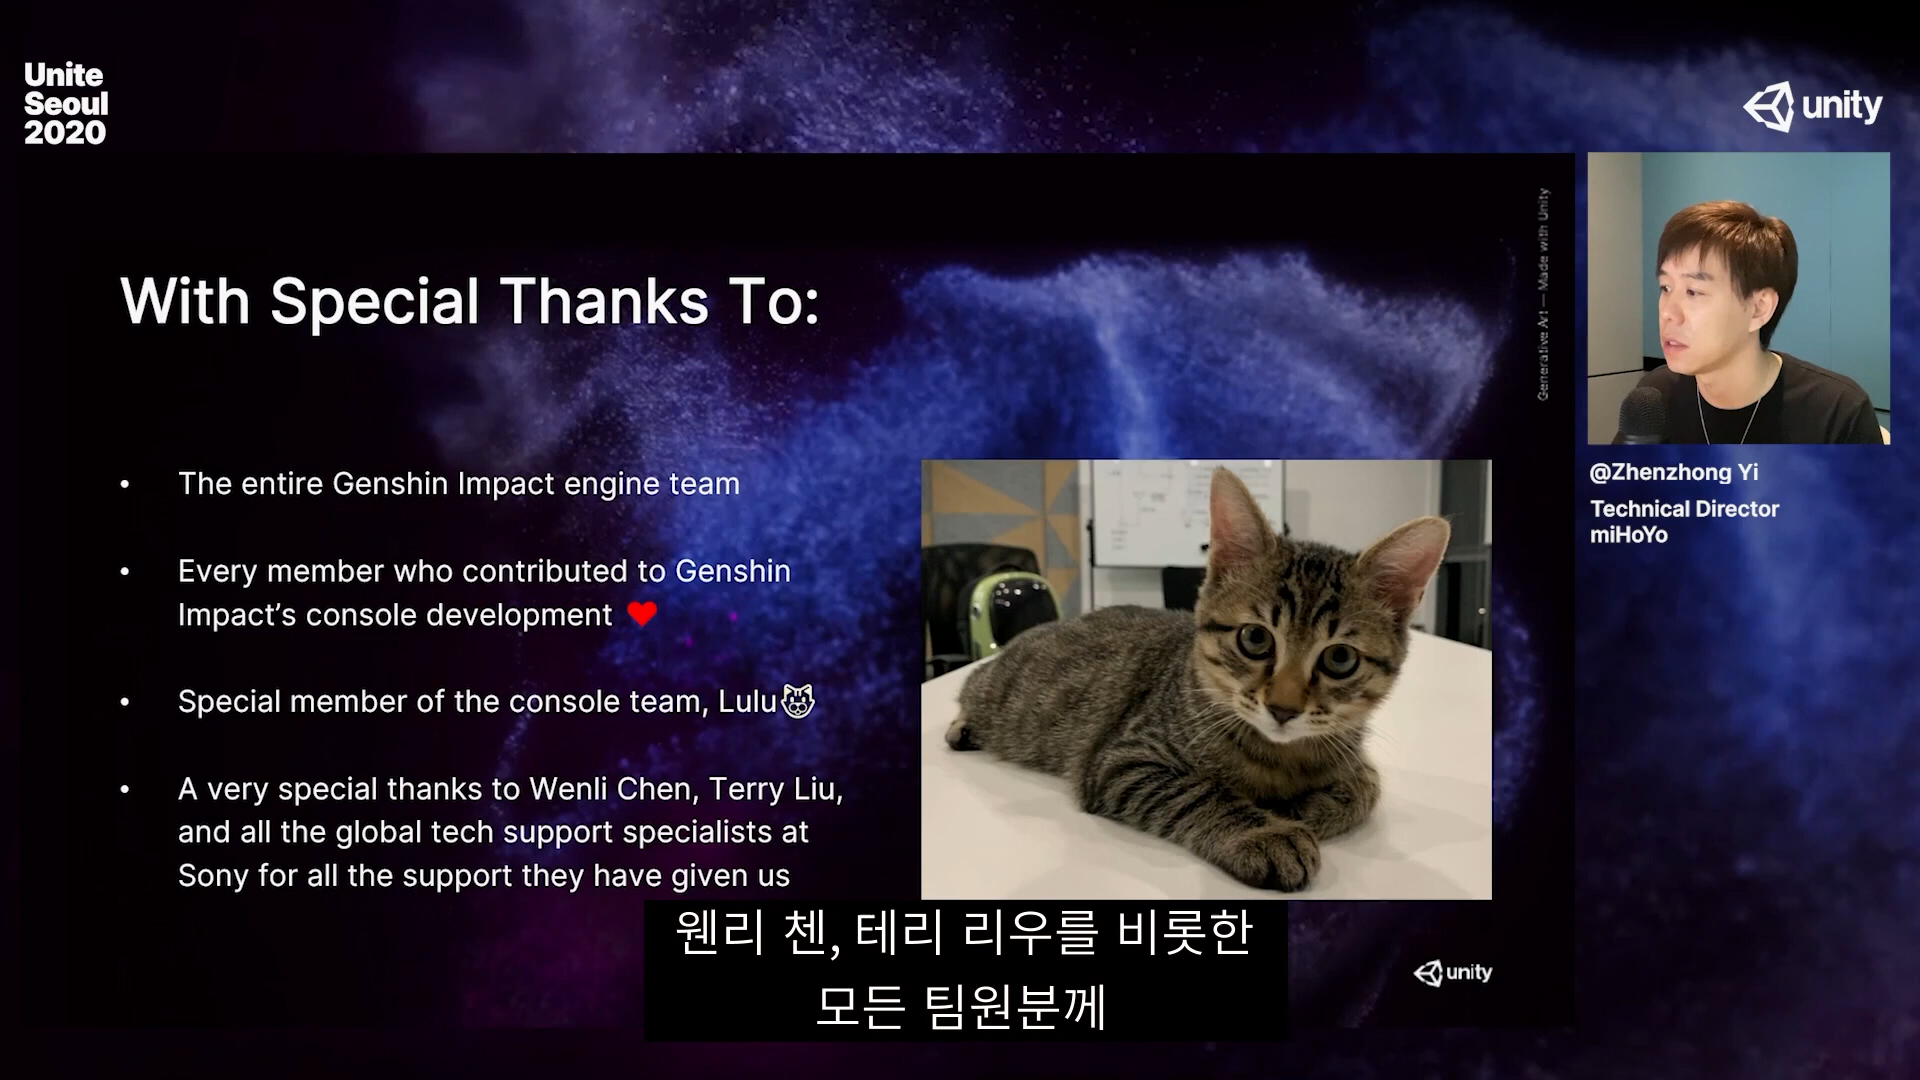 Unite
Seoul
2020
unity
Generative Art — Made with Unity
With Special Thanks To:
• The entire Genshin Impact engine team
• Every member who contributed to Genshin
Impact’s console development ❤
• Special member of the console team, Lulu🐱
• A very special thanks to Wenli Chen, Terry Liu,
and all the global tech support specialists at
Sony for all the support they have given us
unity
@Zhenzhong Yi
Technical Director
miHoYo
웬리 첸, 테리 리우를 비롯한
모든 팀원분께